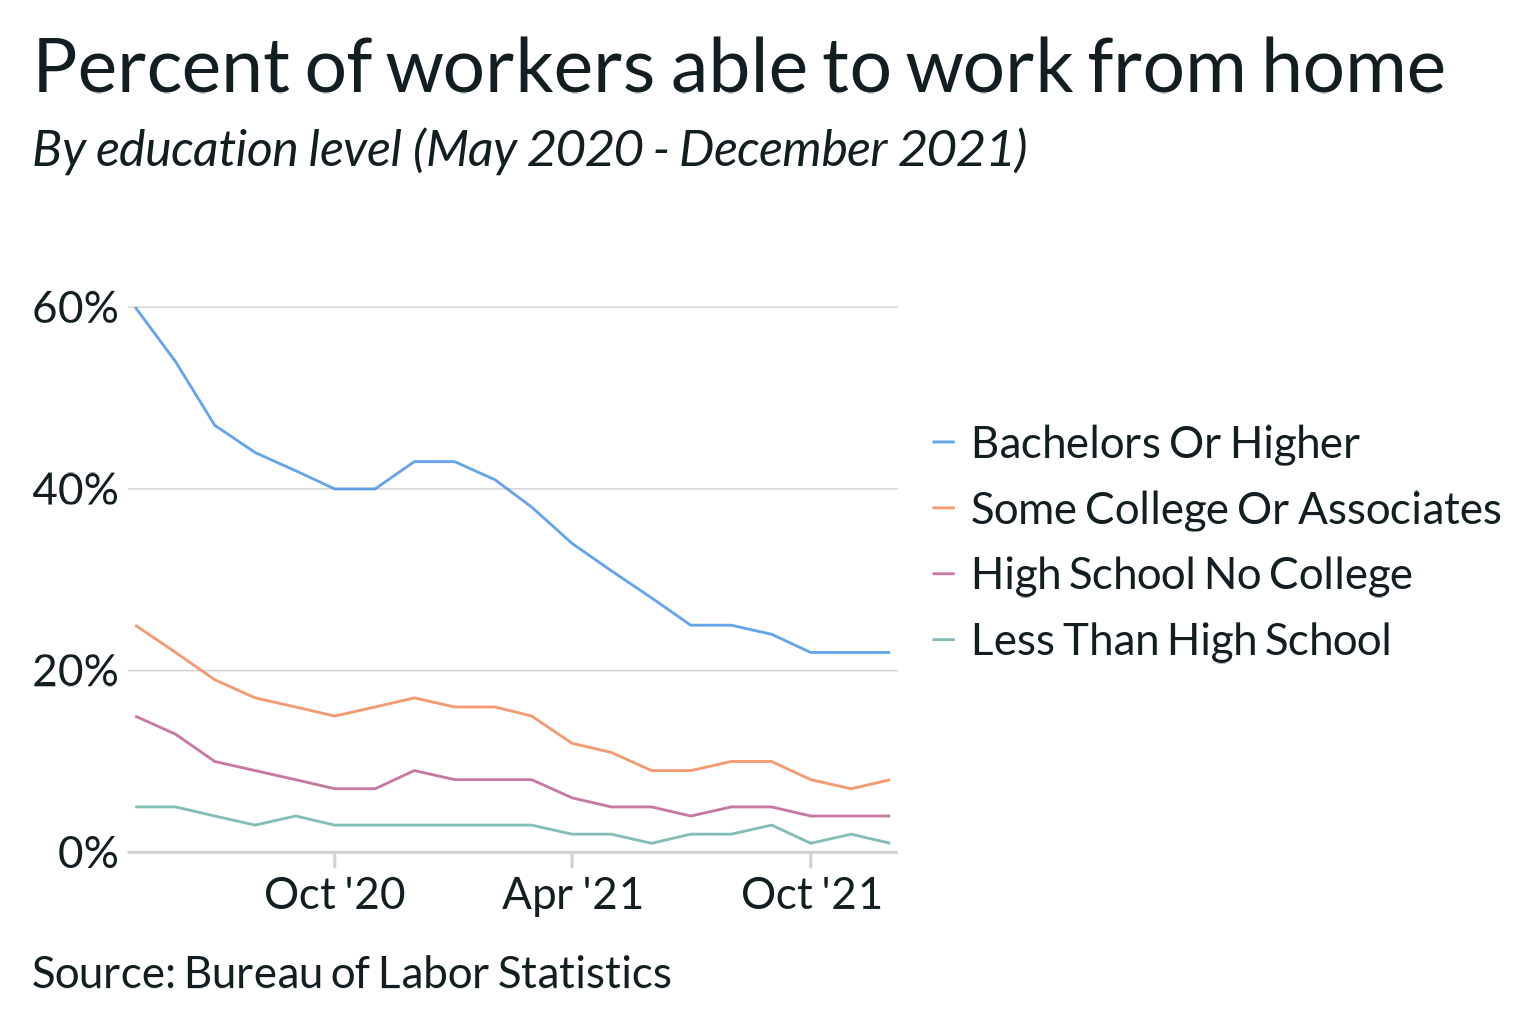 Percent of workers able to work from home
By education level (May 2020 - December 2021)
60%
40%
20%
0%
Oct '20 Apr '21 Oct '21
Bachelors Or Higher
Some College Or Associates
High School No College
Less Than High School
Source: Bureau of Labor Statistics